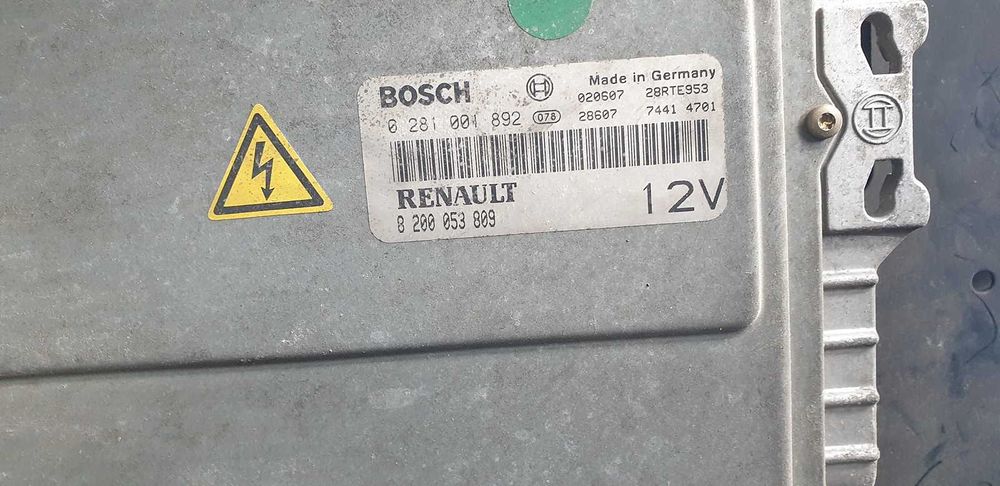 BOSCH
Made in Germany
020607 28RTE953
0 281 001 892 078 28607 7441 4701
RENAULT
8 200 053 809
12V